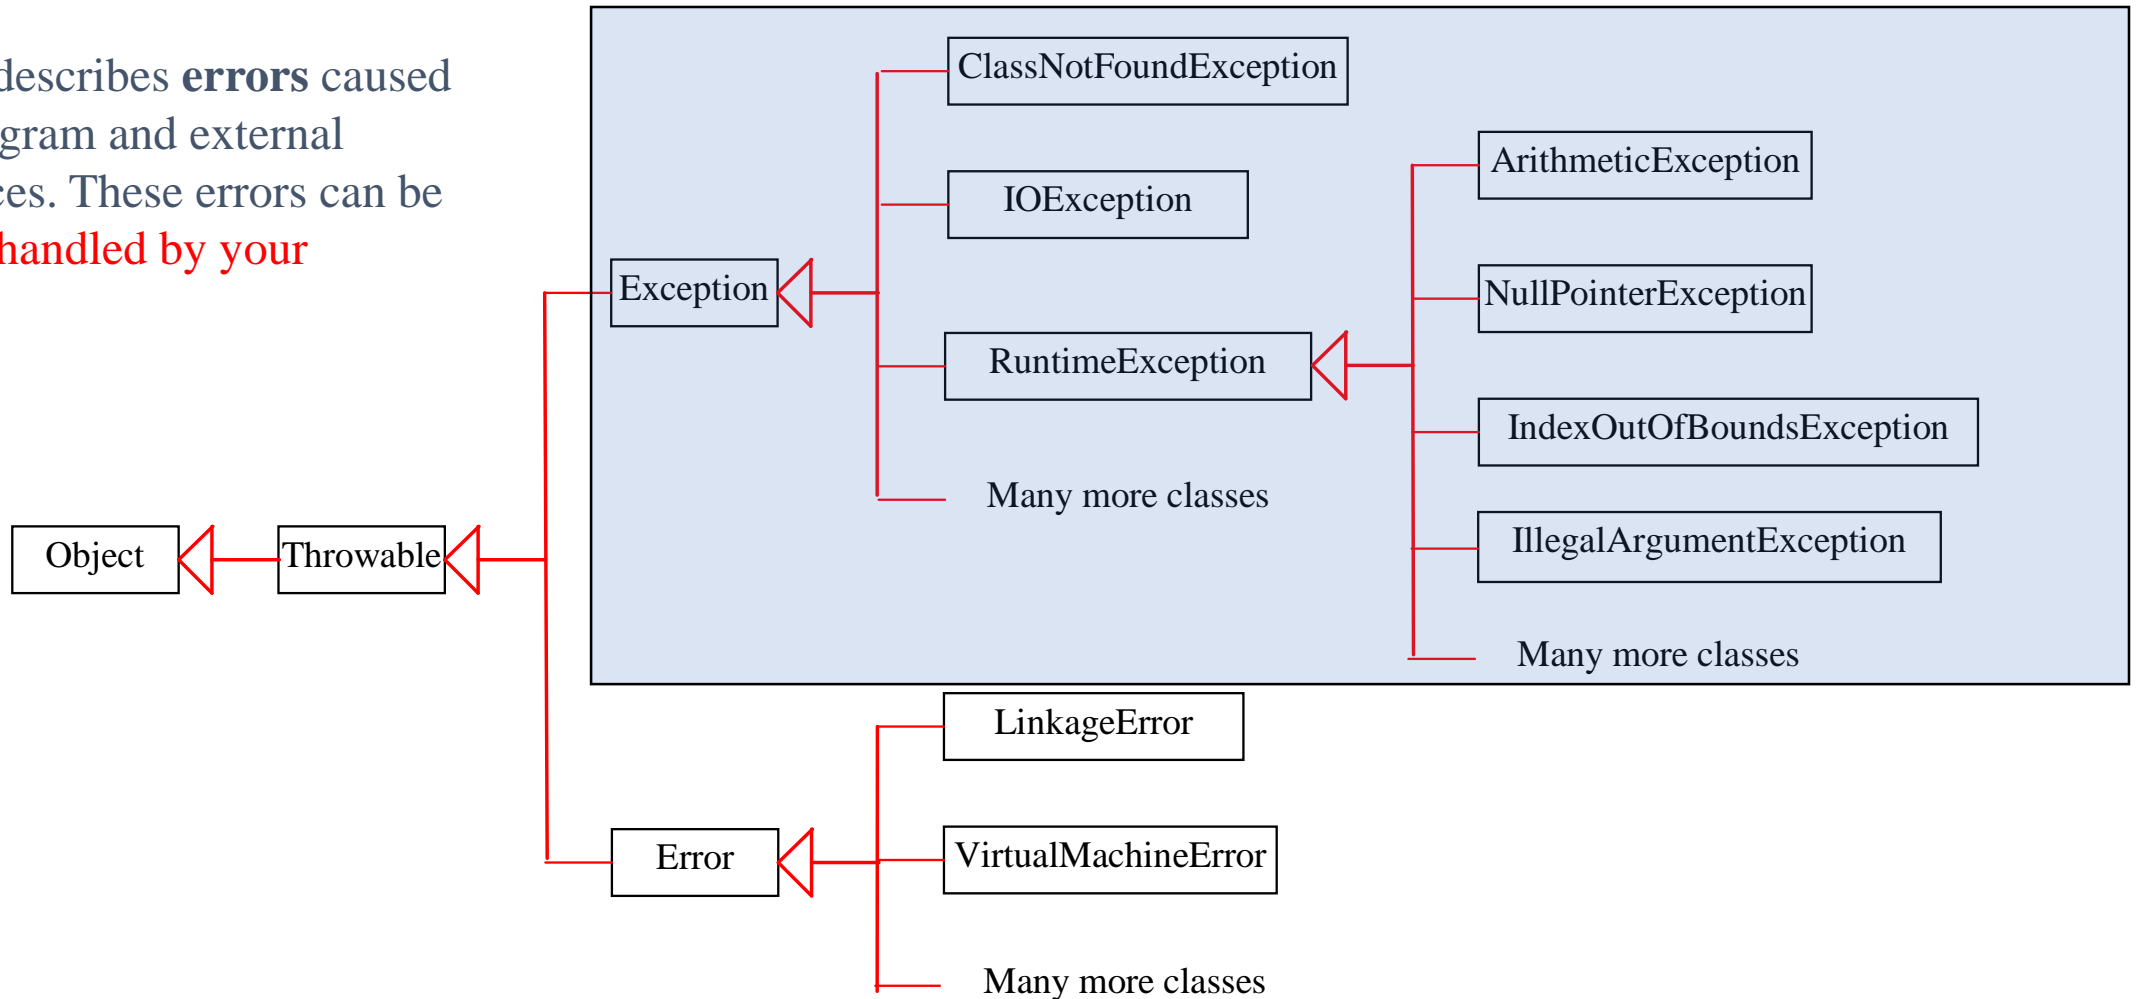 describes errors caused
gram and external
ces. These errors can be
handled by your
ClassNotFoundException
ArithmeticException
IOException
NullPointerException
Exception
RuntimeException
IndexOutOfBoundsException
Many more classes
IllegalArgumentException
Object
Throwable
Many more classes
LinkageError
VirtualMachineError
Error
Many more classes